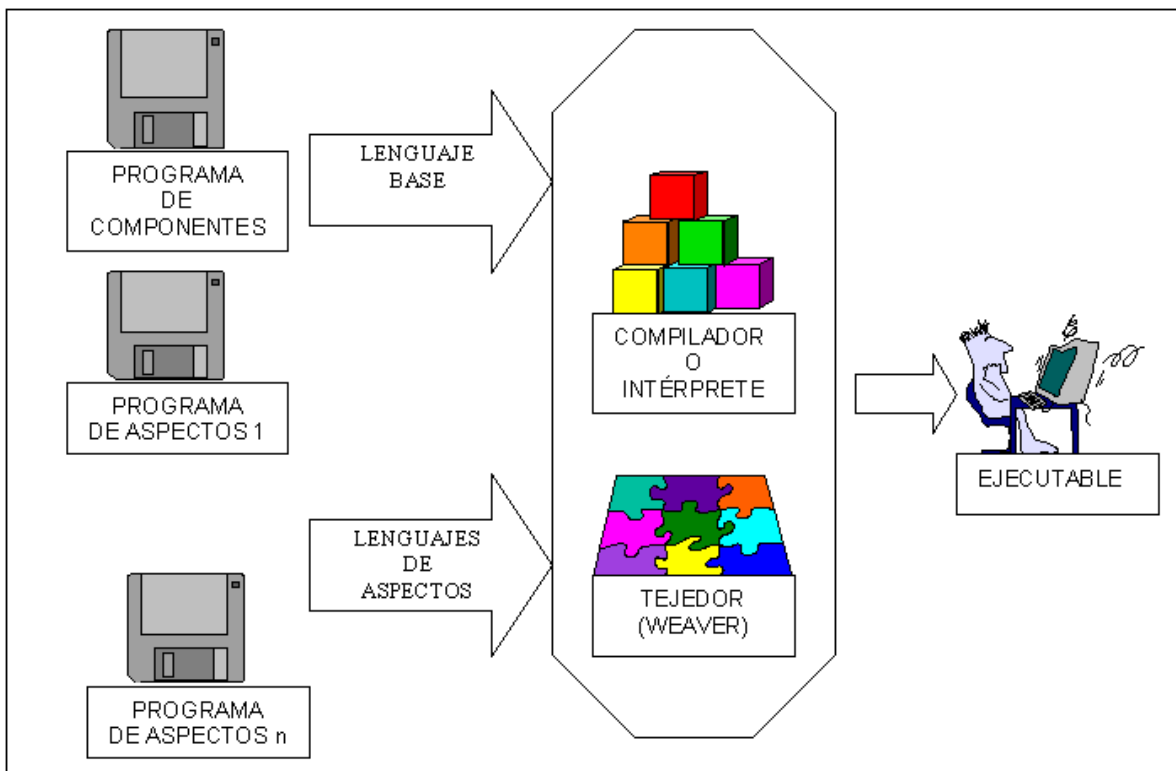 PROGRAMA
DE
COMPONENTES
LENGUAJE
BASE
PROGRAMA
DE ASPECTOS 1
COMPILADOR
O
INTÉRPRETE
EJECUTABLE
LENGUAJES
DE
ASPECTOS
TEJEDOR
(WEAVER)
PROGRAMA
DE ASPECTOS n